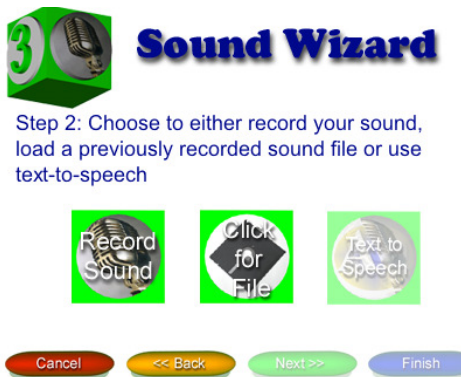 3
Sound Wizard
Step 2: Choose to either record your sound,
load a previously recorded sound file or use
text-to-speech
Record
Sound
Click
for
File
Text to
Speech
Cancel
<< Back
Next >>
Finish